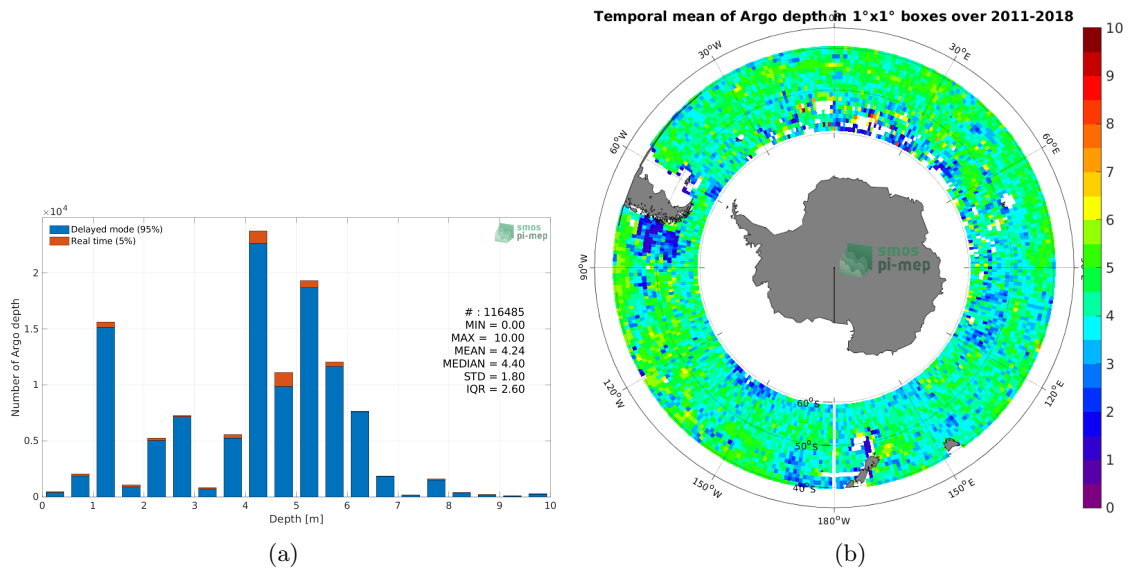 ×10⁴
Delayed mode (95%)
Real time (5%)
smos
pi-mep
# : 116485
MIN = 0.00
MAX = 10.00
MEAN = 4.24
MEDIAN = 4.40
STD = 1.80
IQR = 2.60
Number of Argo depth
2
1.5
1
0.5
0
0 1 2 3 4 5 6 7 8 9 10
Depth [m]
(a)
Temporal mean of Argo depth in 1°x1° boxes over 2011-2018
30°W
30°E
60°W
60°E
90°W
smos
pi-mep
120°W
120°E
60°S
50°S
40°S
150°W
150°E
180°W
10
9
8
7
6
5
4
3
2
1
0
(b)